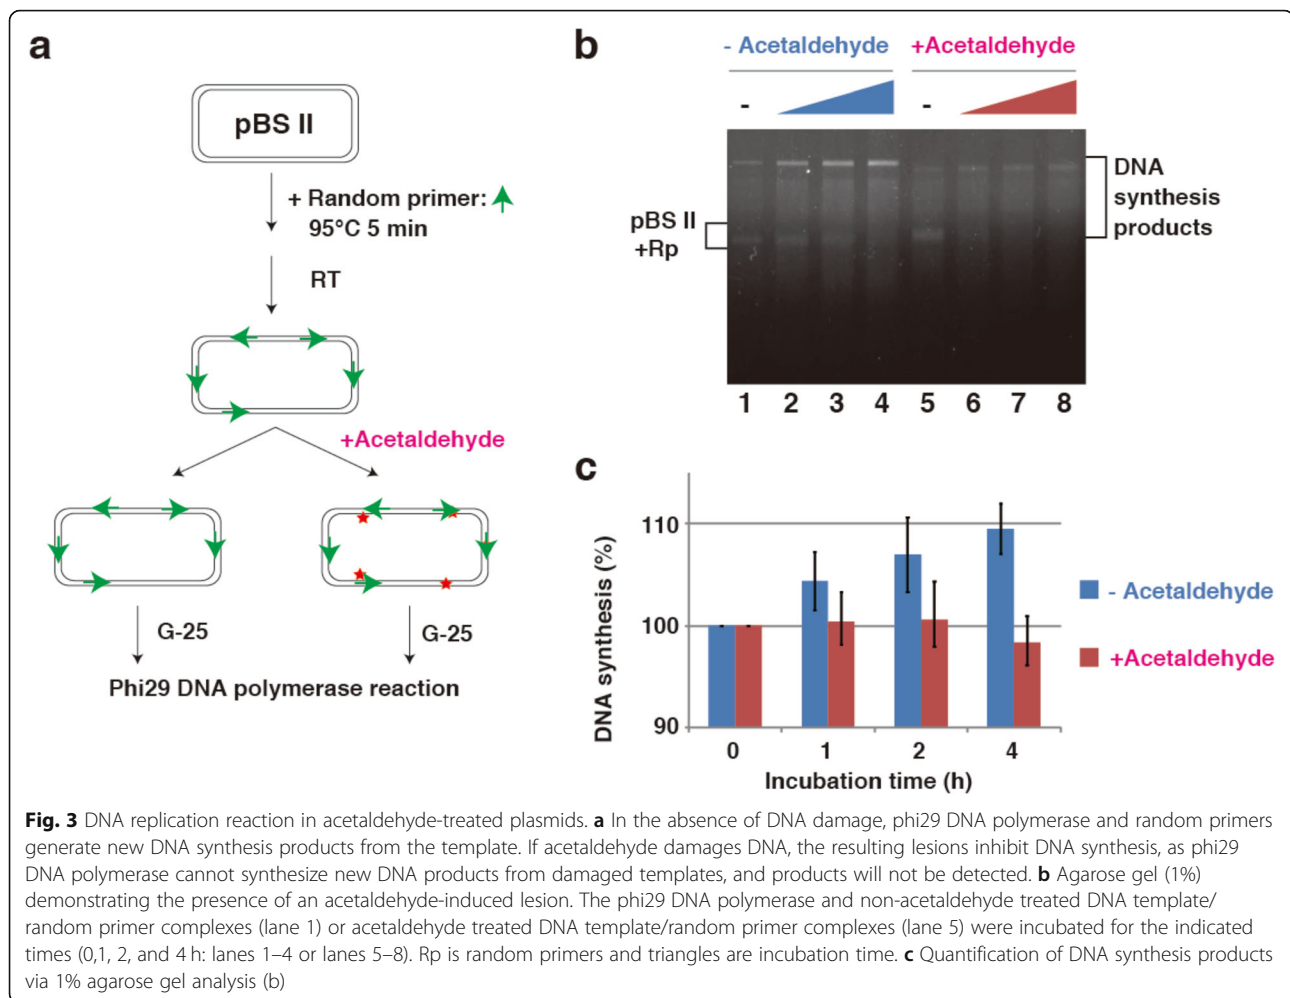 a
pBS II
+ Random primer:
95°C 5 min
RT
+Acetaldehyde
G-25
G-25
Phi29 DNA polymerase reaction
b
- Acetaldehyde
+Acetaldehyde
-
-
pBS II
+Rp
DNA
synthesis
products
1 2 3 4 5 6 7 8
c
DNA synthesis (%)
110
100
90
0 1 2 4
Incubation time (h)
- Acetaldehyde
+Acetaldehyde
Fig. 3 DNA replication reaction in acetaldehyde-treated plasmids. a In the absence of DNA damage, phi29 DNA polymerase and random primers
generate new DNA synthesis products from the template. If acetaldehyde damages DNA, the resulting lesions inhibit DNA synthesis, as phi29
DNA polymerase cannot synthesize new DNA products from damaged templates, and products will not be detected. b Agarose gel (1%)
demonstrating the presence of an acetaldehyde-induced lesion. The phi29 DNA polymerase and non-acetaldehyde treated DNA template/
random primer complexes (lane 1) or acetaldehyde treated DNA template/random primer complexes (lane 5) were incubated for the indicated
times (0,1, 2, and 4 h: lanes 1–4 or lanes 5–8). Rp is random primers and triangles are incubation time. c Quantification of DNA synthesis products
via 1% agarose gel analysis (b)